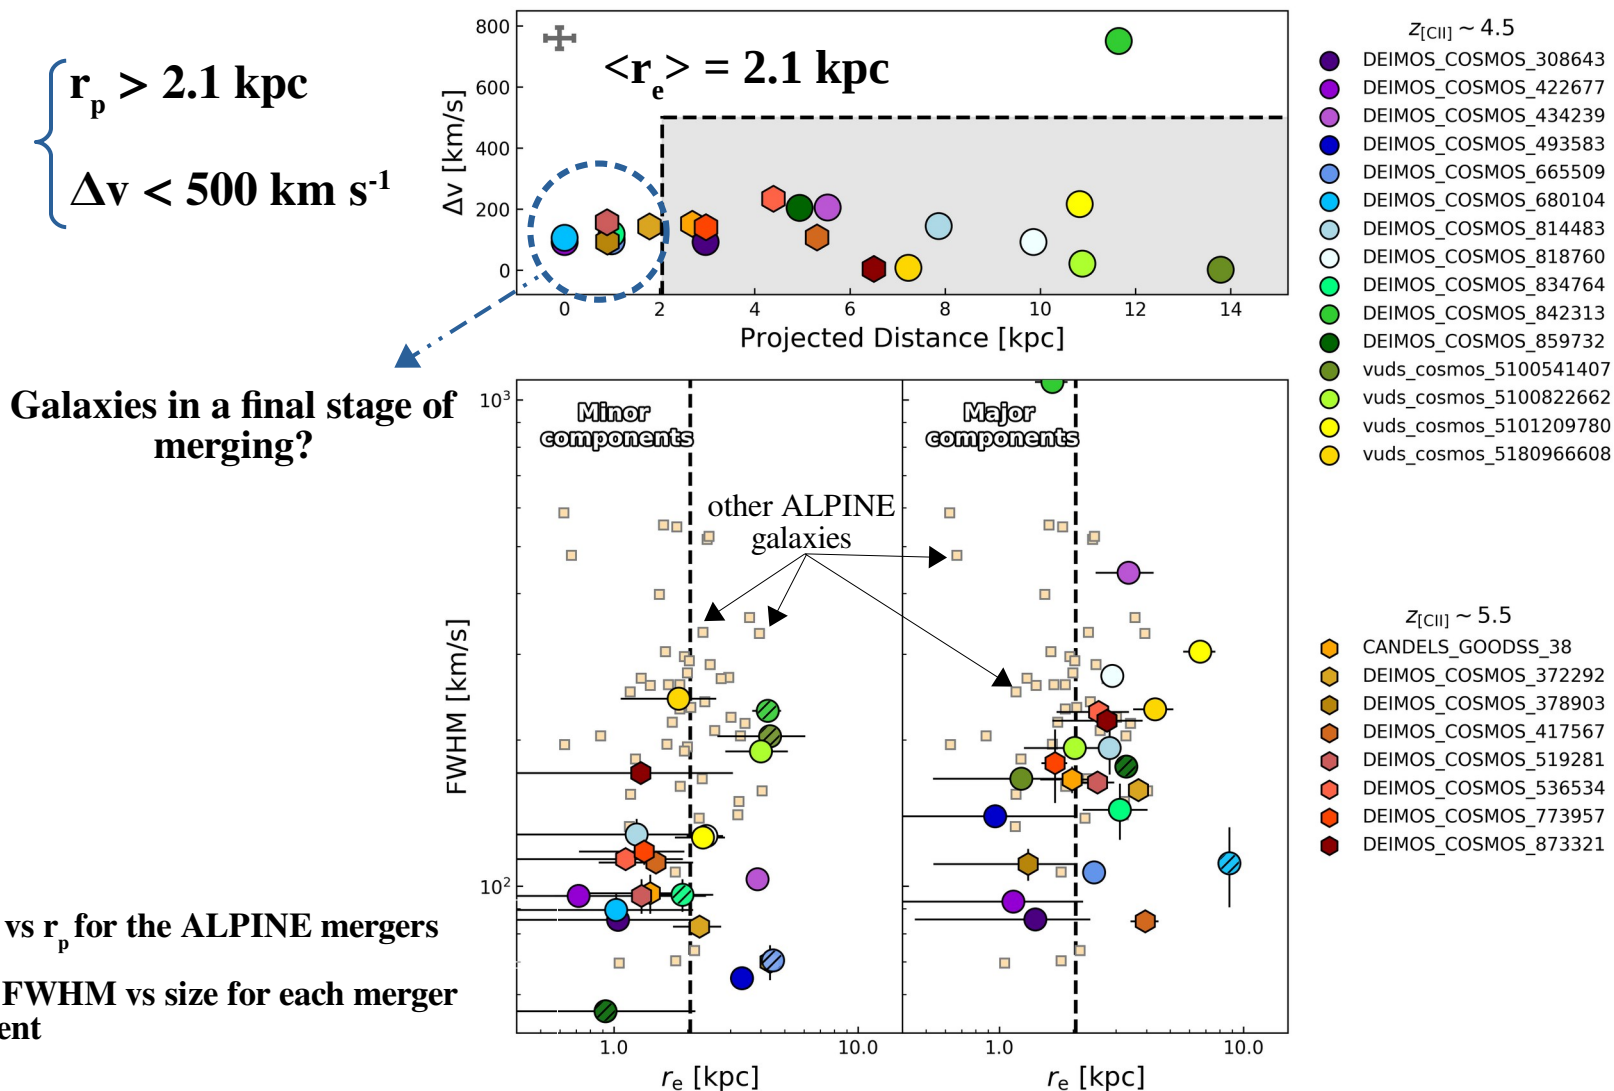 r_p > 2.1 kpc
Δv < 500 km s^-1
Galaxies in a final stage of
merging?
vs r_p for the ALPINE mergers
FWHM vs size for each merger
ent
<r_e> = 2.1 kpc
800
600
400
200
0
Δv [km/s]
0 2 4 6 8 10 12 14
Projected Distance [kpc]
Minor
components
Major
components
other ALPINE
galaxies
10^3
10^2
FWHM [km/s]
1.0 10.0 1.0 10.0
r_e [kpc] r_e [kpc]
z_[CII] ~ 4.5
DEIMOS_COSMOS_308643
DEIMOS_COSMOS_422677
DEIMOS_COSMOS_434239
DEIMOS_COSMOS_493583
DEIMOS_COSMOS_665509
DEIMOS_COSMOS_680104
DEIMOS_COSMOS_814483
DEIMOS_COSMOS_818760
DEIMOS_COSMOS_834764
DEIMOS_COSMOS_842313
DEIMOS_COSMOS_859732
vuds_cosmos_5100541407
vuds_cosmos_5100822662
vuds_cosmos_5101209780
vuds_cosmos_5180966608
z_[CII] ~ 5.5
CANDELS_GOODSS_38
DEIMOS_COSMOS_372292
DEIMOS_COSMOS_378903
DEIMOS_COSMOS_417567
DEIMOS_COSMOS_519281
DEIMOS_COSMOS_536534
DEIMOS_COSMOS_773957
DEIMOS_COSMOS_873321